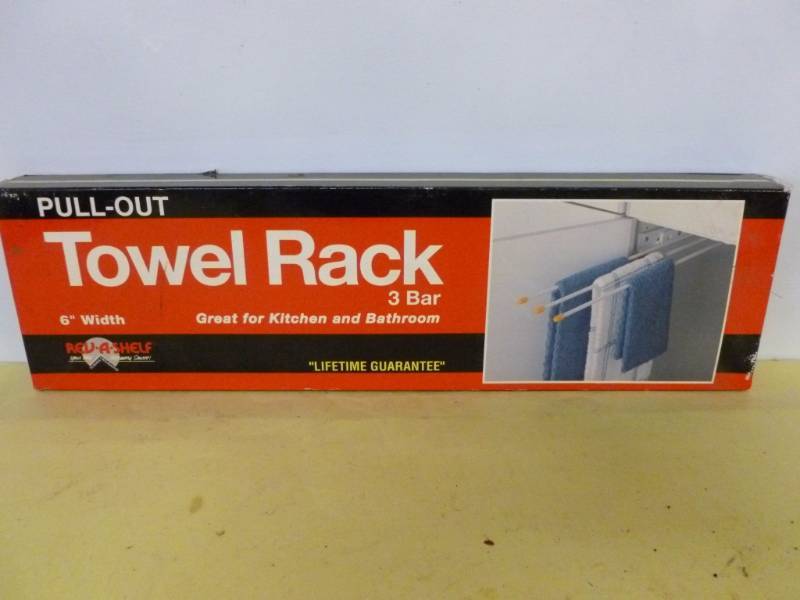 PULL-OUT
Towel Rack
3 Bar
6" Width
Great for Kitchen and Bathroom
REV-A-SHELF
"LIFETIME GUARANTEE"